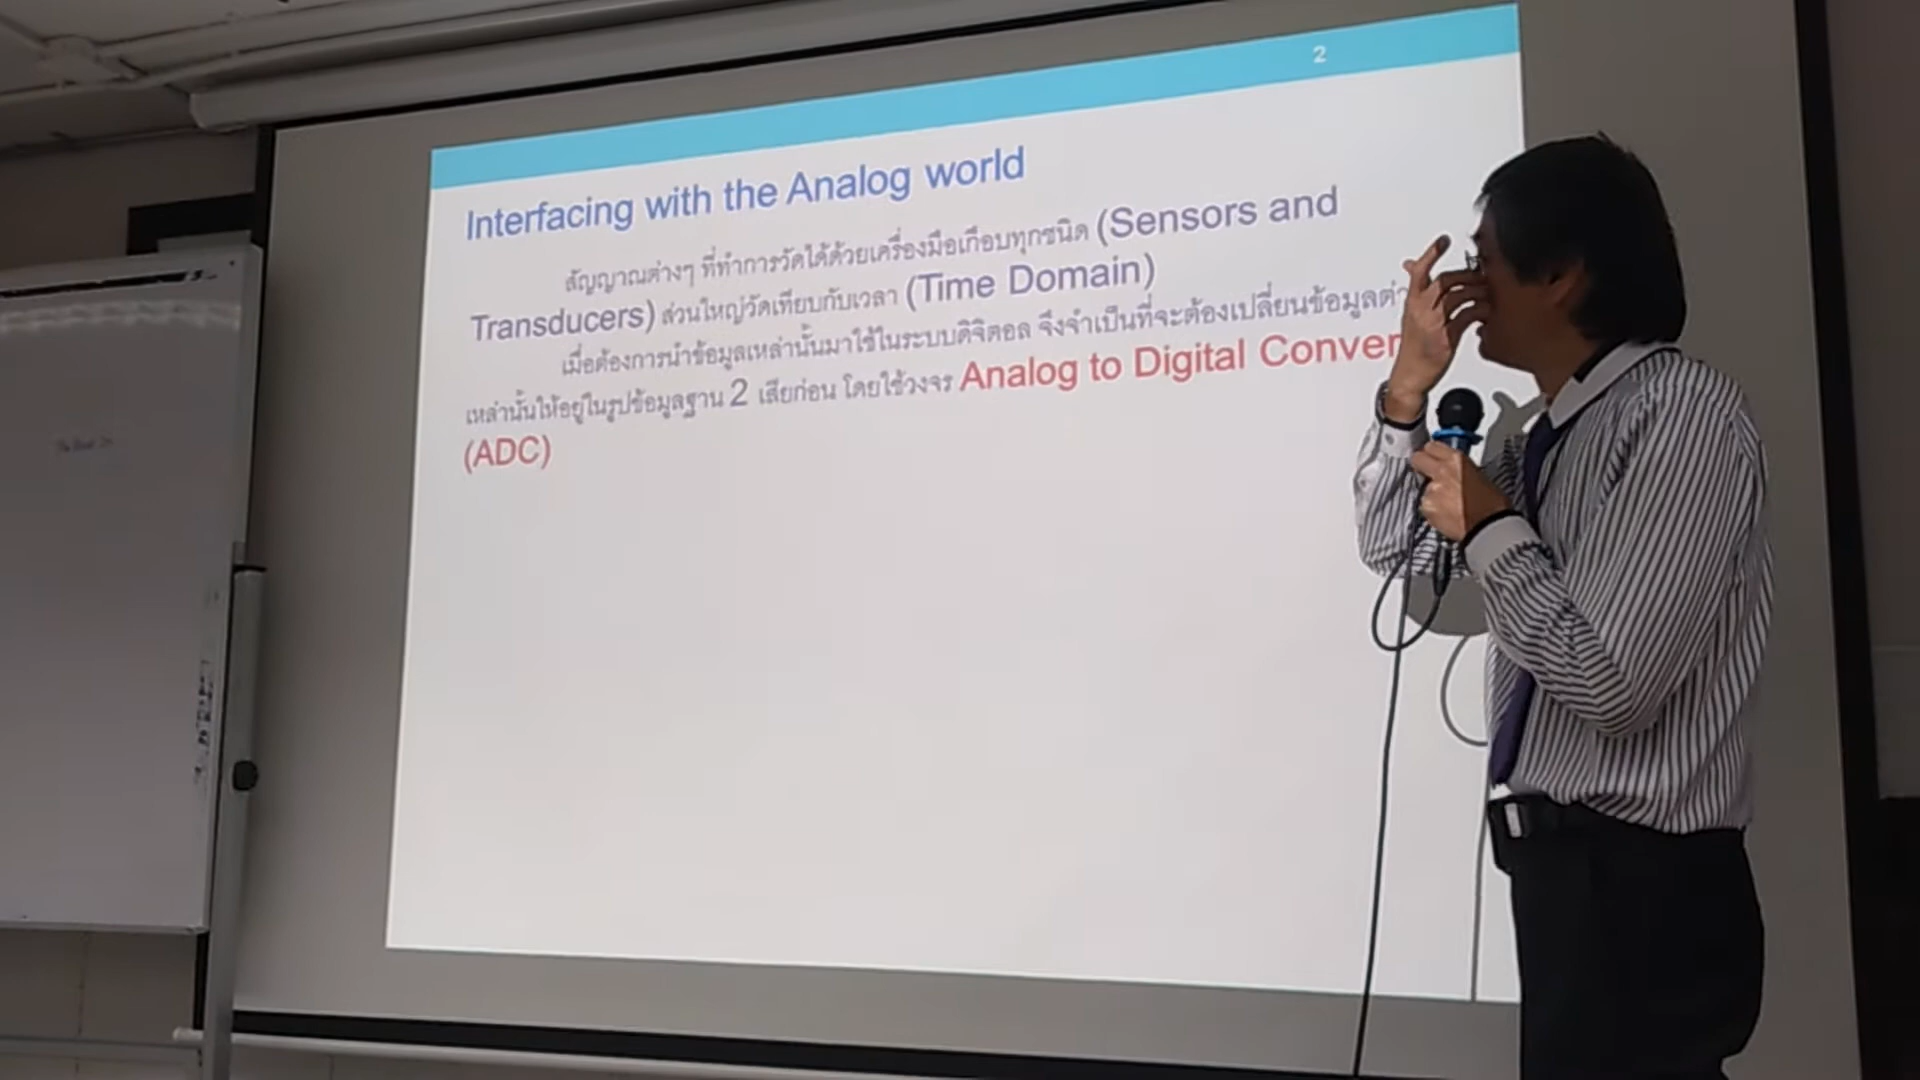 2
Interfacing with the Analog world
สัญญาณต่างๆ ที่ทำการวัดได้ด้วยเครื่องมือเกือบทุกชนิด (Sensors and
Transducers) ส่วนใหญ่วัดเทียบกับเวลา (Time Domain)
เมื่อต้องการนำข้อมูลเหล่านั้นมาใช้ในระบบดิจิตอล จึงจำเป็นที่จะต้องเปลี่ยนข้อมูลต่า
เหล่านั้นให้อยู่ในรูปข้อมูลฐาน 2 เสียก่อน โดยใช้วงจร Analog to Digital Conver
(ADC)